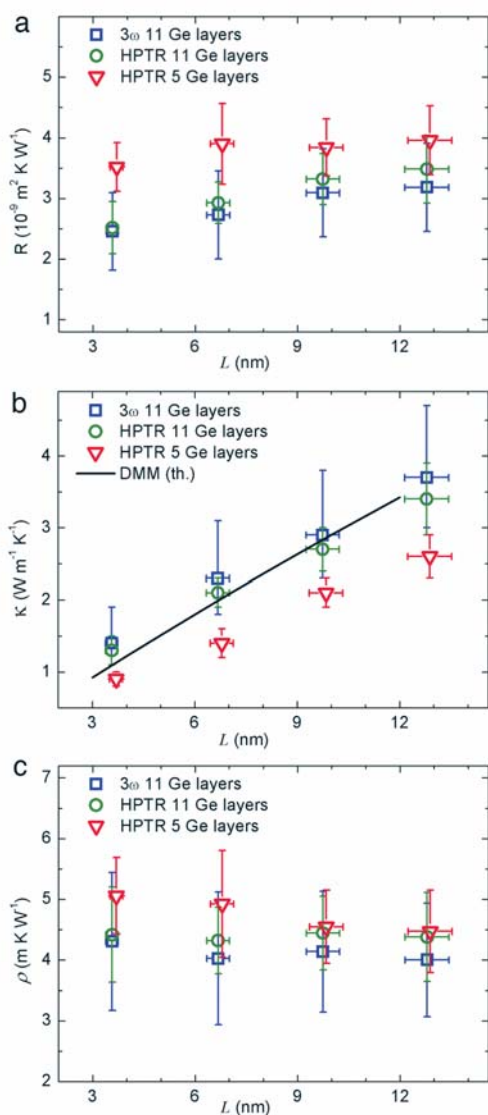 a
3ω 11 Ge layers
HPTR 11 Ge layers
HPTR 5 Ge layers
R (10⁻⁹ m² K W⁻¹)
5
4
3
2
1
3 6 9 12
L (nm)
b
3ω 11 Ge layers
HPTR 11 Ge layers
HPTR 5 Ge layers
DMM (th.)
κ (W m⁻¹ K⁻¹)
4
3
2
1
3 6 9 12
L (nm)
c
3ω 11 Ge layers
HPTR 11 Ge layers
HPTR 5 Ge layers
ρ (m K W⁻¹)
7
6
5
4
3
2
3 6 9 12
L (nm)